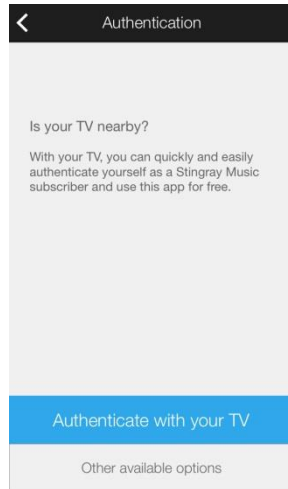 Authentication
Is your TV nearby?
With your TV, you can quickly and easily
authenticate yourself as a Stingray Music
subscriber and use this app for free.
Authenticate with your TV
Other available options